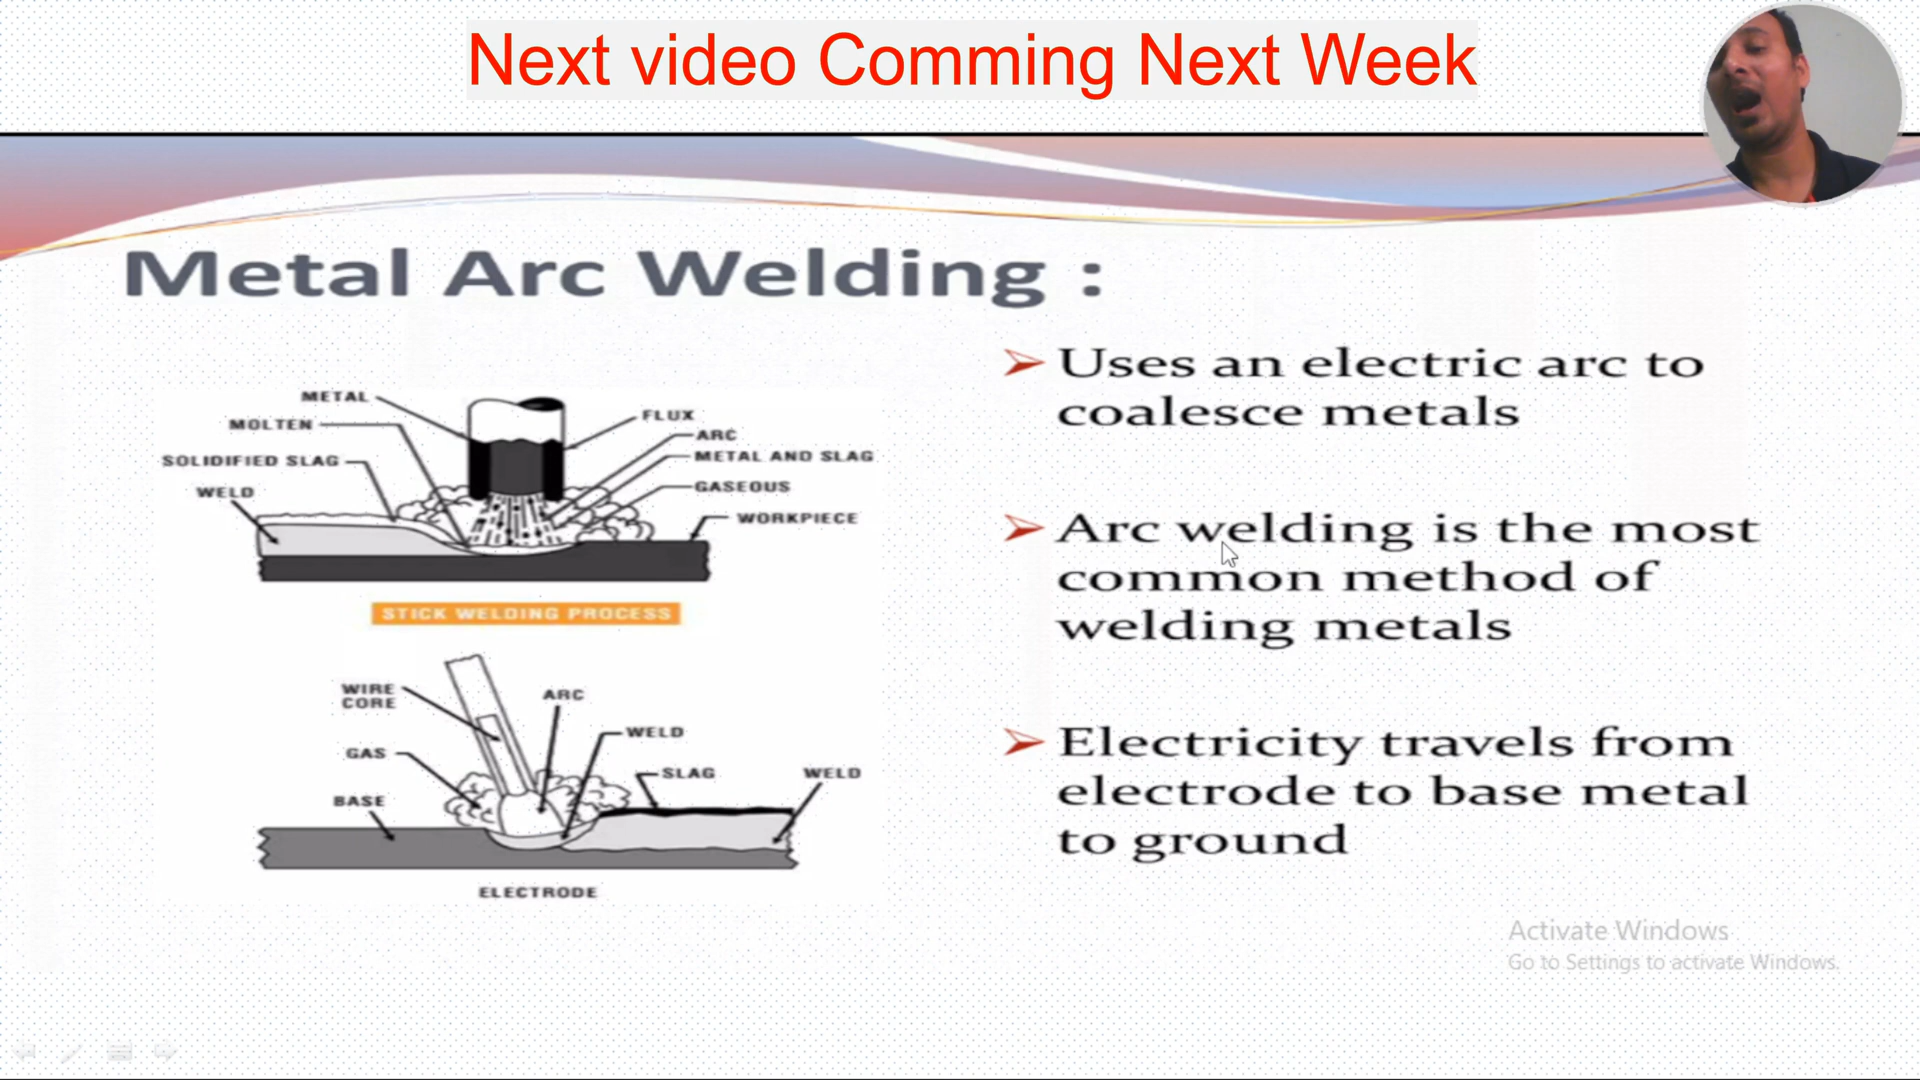 Next video Comming Next Week
Metal Arc Welding :
METAL
MOLTEN
SOLIDIFIED SLAG
WELD
FLUX
ARC
METAL AND SLAG
GASEOUS
WORKPIECE
STICK WELDING PROCESS
WIRE
CORE
GAS
BASE
ARC
WELD
SLAG
WELD
ELECTRODE
Uses an electric arc to
coalesce metals
Arc welding is the most
common method of
welding metals
Electricity travels from
electrode to base metal
to ground
Activate Windows
Go to Settings to activate Windows.